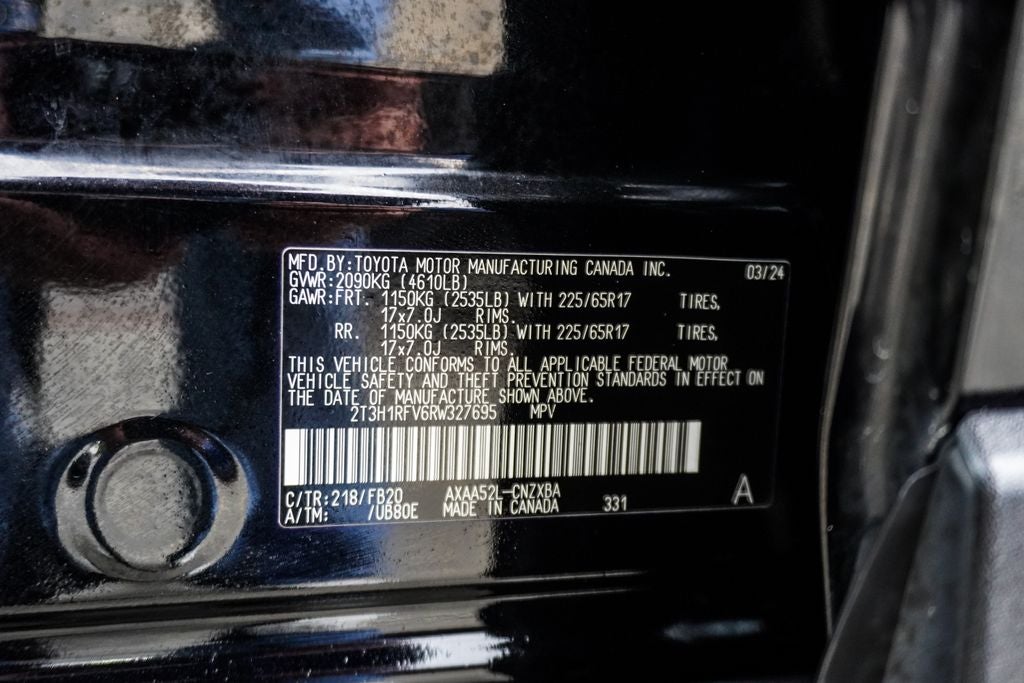 MFD.BY:TOYOTA MOTOR MANUFACTURING CANADA INC. 03/24
GVWR:2090KG (4610LB)
GAWR:FRT. 1150KG (2535LB) WITH 225/65R17 TIRES,
17x7.0J RIMS.
RR. 1150KG (2535LB) WITH 225/65R17 TIRES,
17x7.0J RIMS.
THIS VEHICLE CONFORMS TO ALL APPLICABLE FEDERAL MOTOR
VEHICLE SAFETY AND THEFT PREVENTION STANDARDS IN EFFECT ON
THE DATE OF MANUFACTURE SHOWN ABOVE.
2T3H1RFV6RW327695 MPV
C/TR:218/FB20 AXAA52L-CNZXBA
A/TM: /UB80E MADE IN CANADA 331 A